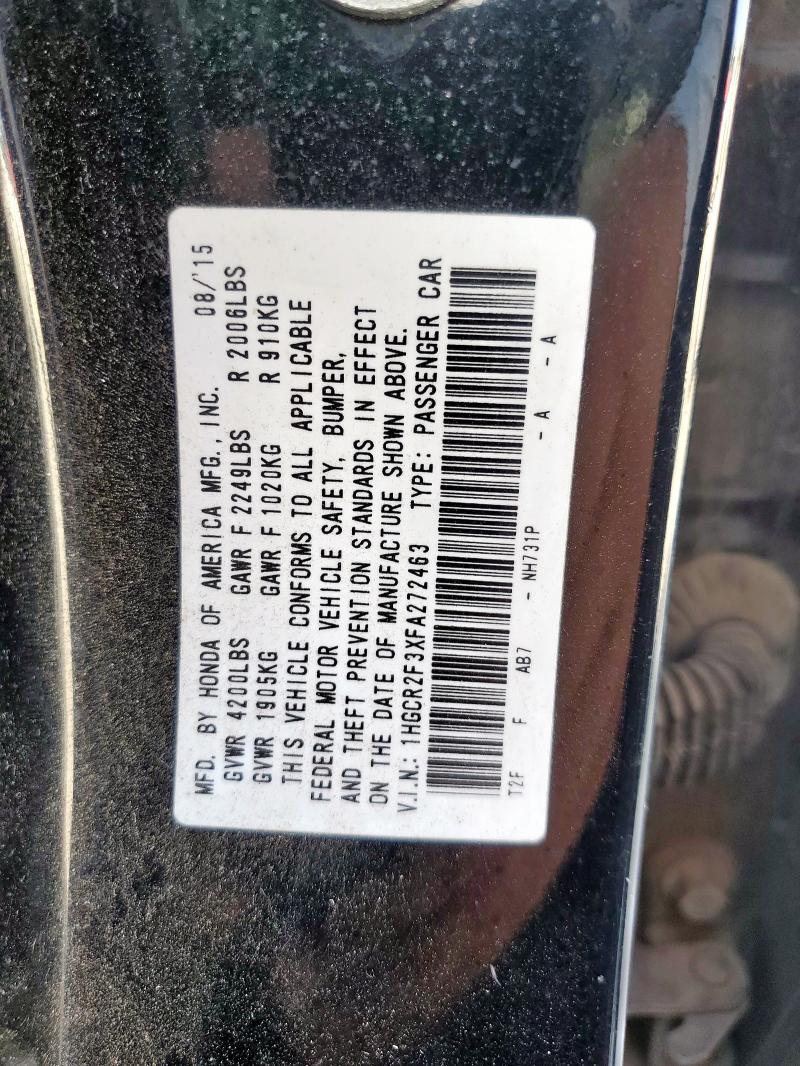 MFD. BY HONDA OF AMERICA MFG., INC. 08/'15
GVWR 4200LBS GAWR F 2249LBS R 2006LBS
GVWR 1905KG GAWR F 1020KG R 910KG
THIS VEHICLE CONFORMS TO ALL APPLICABLE
FEDERAL MOTOR VEHICLE SAFETY, BUMPER,
AND THEFT PREVENTION STANDARDS IN EFFECT
ON THE DATE OF MANUFACTURE SHOWN ABOVE.
V.I.N.: 1HGCR2F3XFA272463 TYPE: PASSENGER CAR
T2F F AB7 - NH731P - A - A